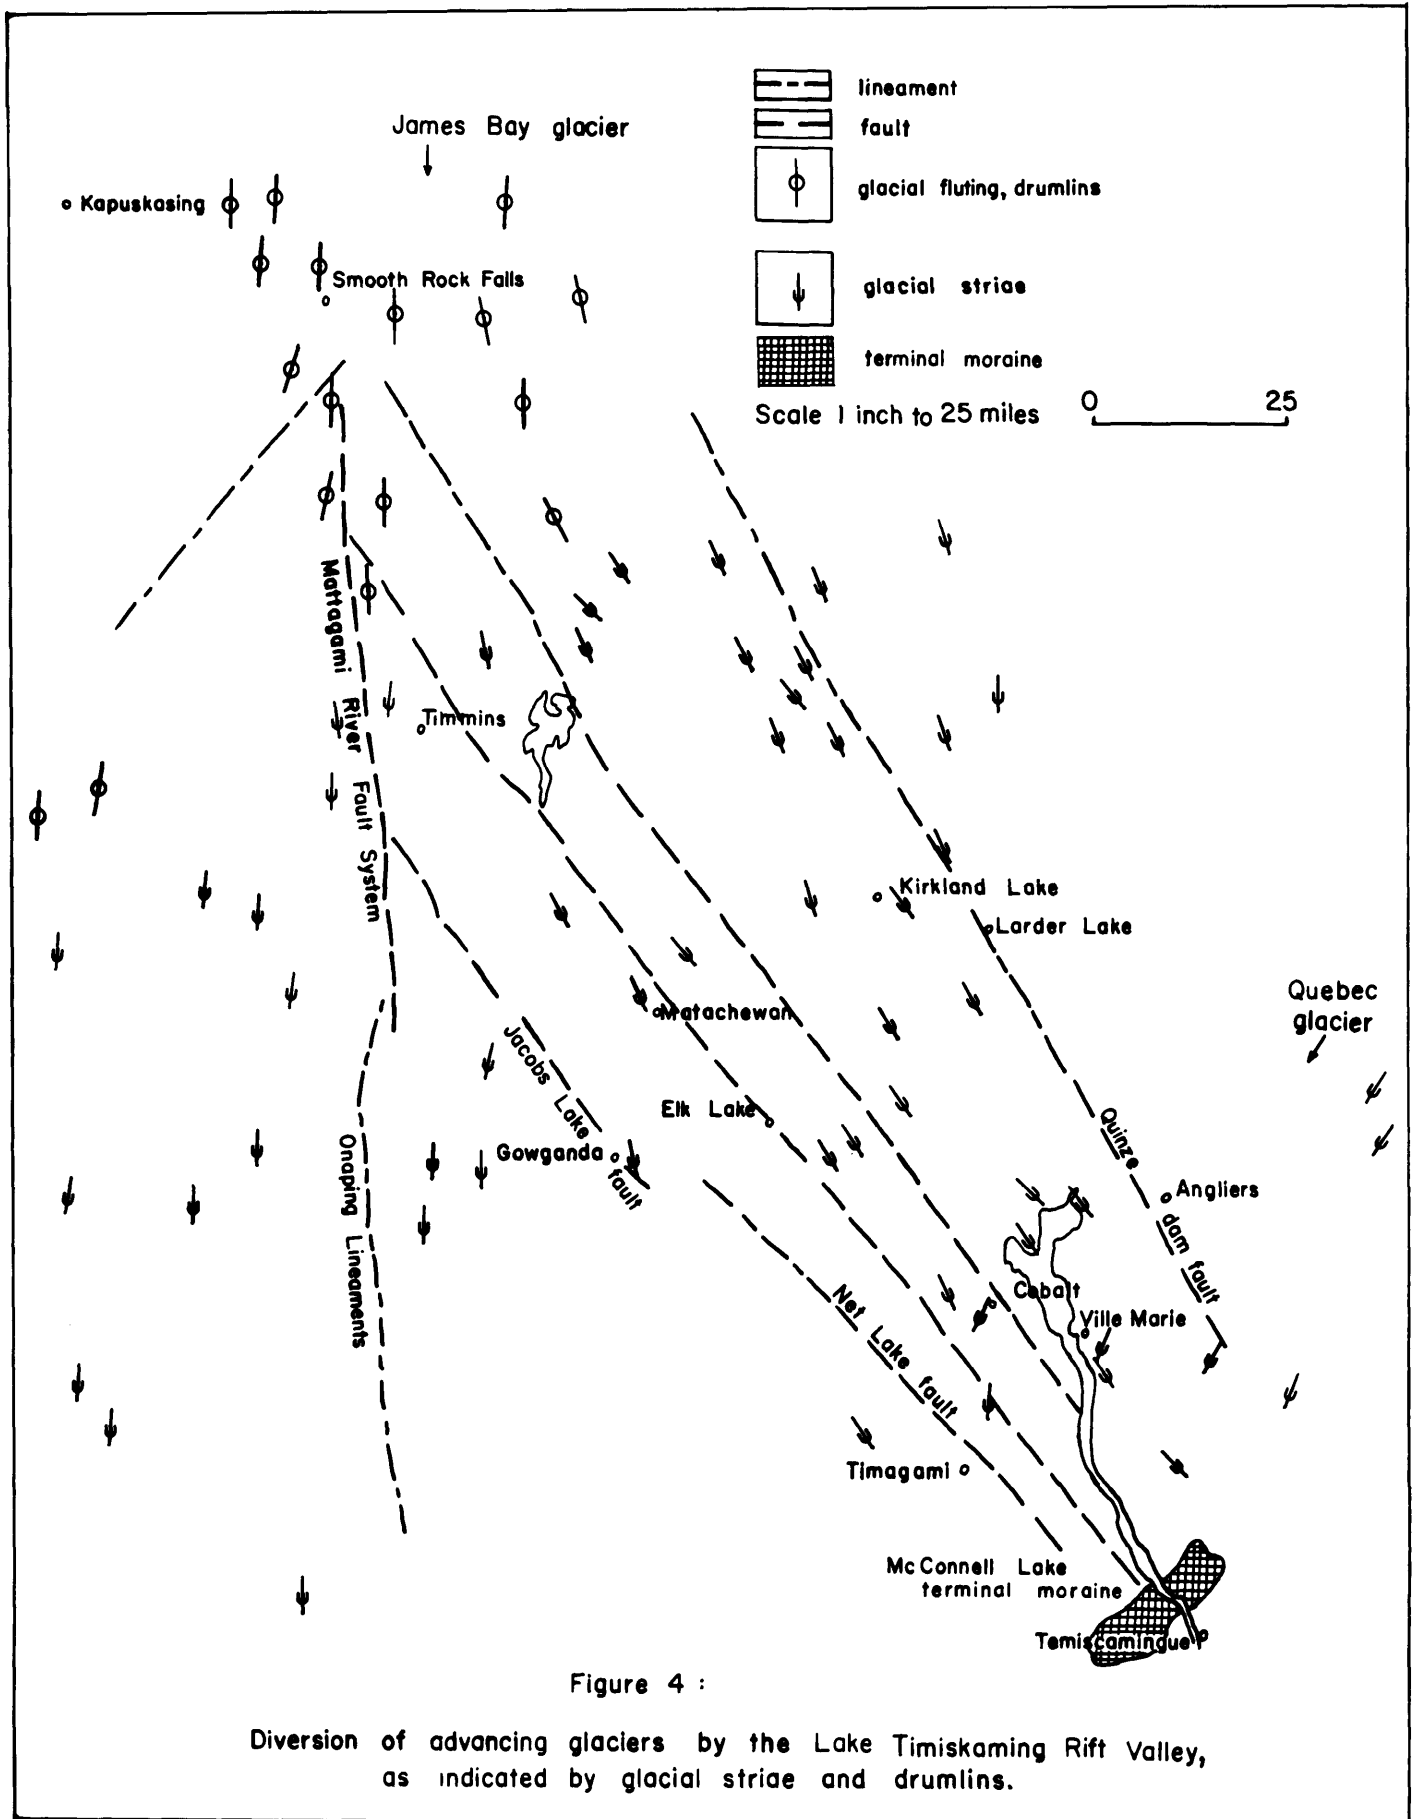 lineament
fault
James Bay glacier
glacial fluting, drumlins
Kapuskasing
Smooth Rock Falls
glacial striae
terminal moraine
Scale 1 inch to 25 miles
0 25
Mattagami River Fault System
Timmins
Kirkland Lake
Larder Lake
Quebec
glacier
Matachewan
Jacobs Lake fault
Elk Lake
Gowganda
Quinze dam fault
Angliers
Onaping Lineaments
Cobalt
Net Lake fault
Ville Marie
Timagami
McConnell Lake
terminal moraine
Temiscamingue
Figure 4 :
Diversion of advancing glaciers by the Lake Timiskaming Rift Valley,
as indicated by glacial striae and drumlins.